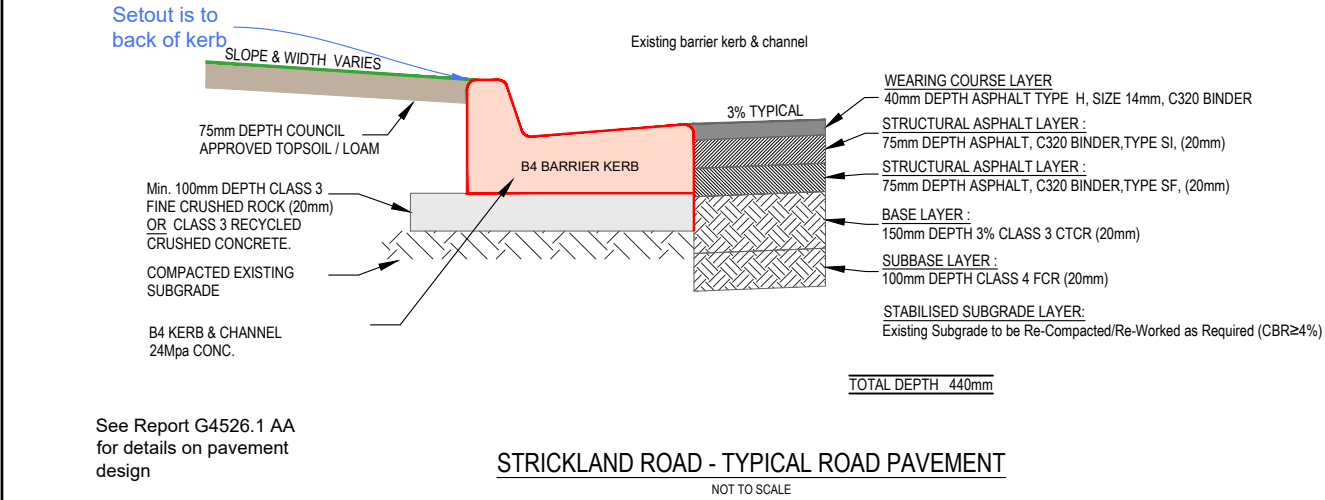 Setout is to
back of kerb
SLOPE & WIDTH VARIES
Existing barrier kerb & channel
3% TYPICAL
75mm DEPTH COUNCIL
APPROVED TOPSOIL / LOAM
B4 BARRIER KERB
Min. 100mm DEPTH CLASS 3
FINE CRUSHED ROCK (20mm)
OR CLASS 3 RECYCLED
CRUSHED CONCRETE.
COMPACTED EXISTING
SUBGRADE
B4 KERB & CHANNEL
24Mpa CONC.
WEARING COURSE LAYER
40mm DEPTH ASPHALT TYPE H, SIZE 14mm, C320 BINDER
STRUCTURAL ASPHALT LAYER :
75mm DEPTH ASPHALT, C320 BINDER,TYPE SI, (20mm)
STRUCTURAL ASPHALT LAYER :
75mm DEPTH ASPHALT, C320 BINDER,TYPE SF, (20mm)
BASE LAYER :
150mm DEPTH 3% CLASS 3 CTCR (20mm)
SUBBASE LAYER :
100mm DEPTH CLASS 4 FCR (20mm)
STABILISED SUBGRADE LAYER:
Existing Subgrade to be Re-Compacted/Re-Worked as Required (CBR≥4%)
TOTAL DEPTH 440mm
See Report G4526.1 AA
for details on pavement
design
STRICKLAND ROAD - TYPICAL ROAD PAVEMENT
NOT TO SCALE